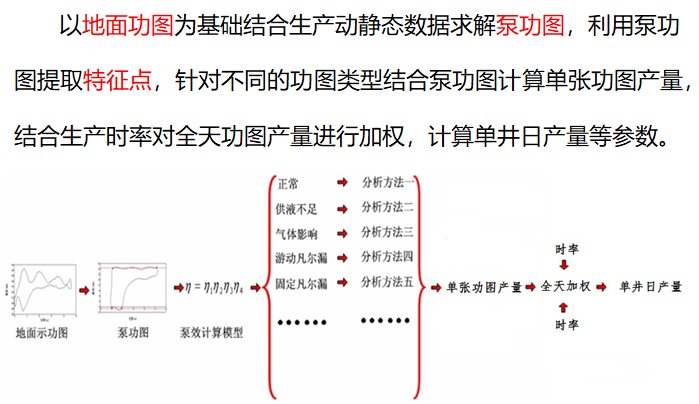 以地面功图为基础结合生产动静态数据求解泵功图，利用泵功
图提取特征点，针对不同的功图类型结合泵功图计算单张功图产量，
结合生产时率对全天功图产量进行加权，计算单井日产量等参数。
正常 分析方法一
供液不足 分析方法二
气体影响 分析方法三
游动凡尔漏 分析方法四
固定凡尔漏 分析方法五
…… ……
地面示功图
泵功图
η = η1η2η3η4
泵效计算模型
单张功图产量
时率
全天加权
时率
单井日产量